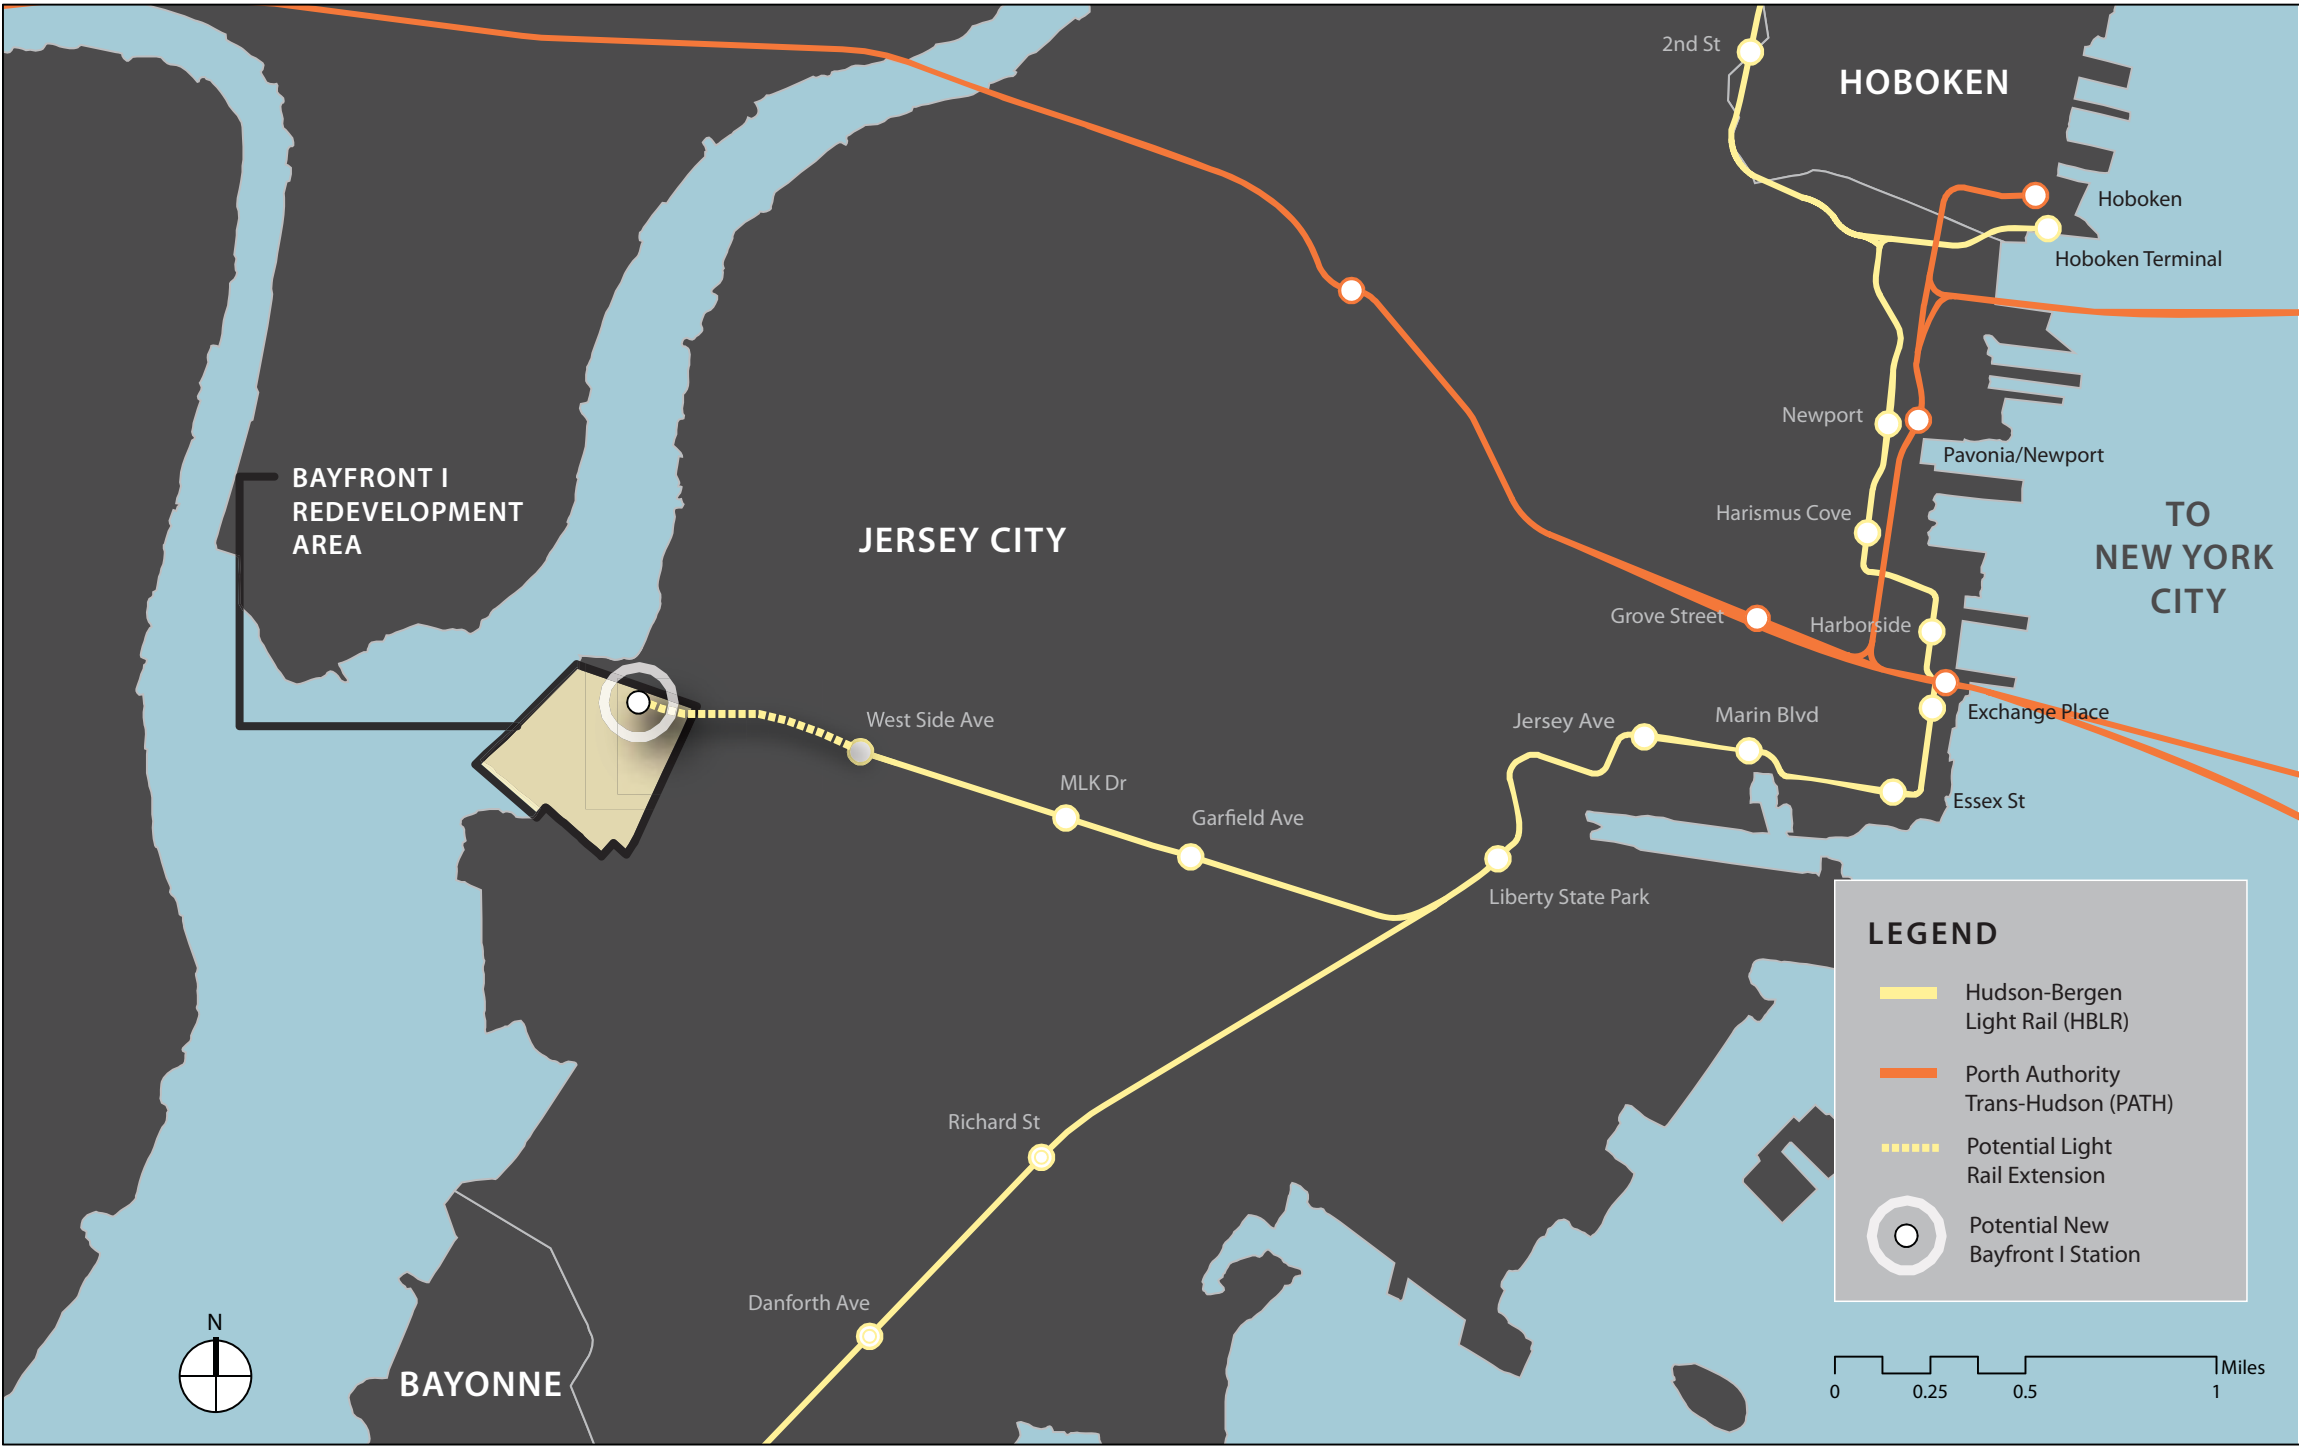 2nd St
HOBOKEN
Hoboken
Hoboken Terminal
Newport
Pavonia/Newport
BAYFRONT I
REDEVELOPMENT
AREA
Harismus Cove
JERSEY CITY
TO
NEW YORK
CITY
Grove Street
Harborside
West Side Ave
Jersey Ave
Marin Blvd
Exchange Place
MLK Dr
Garfield Ave
Essex St
Liberty State Park
LEGEND
Hudson-Bergen
Light Rail (HBLR)
Porth Authority
Trans-Hudson (PATH)
Potential Light
Rail Extension
Potential New
Bayfront I Station
Richard St
Danforth Ave
N
BAYONNE
Miles
0
0.25
0.5
1